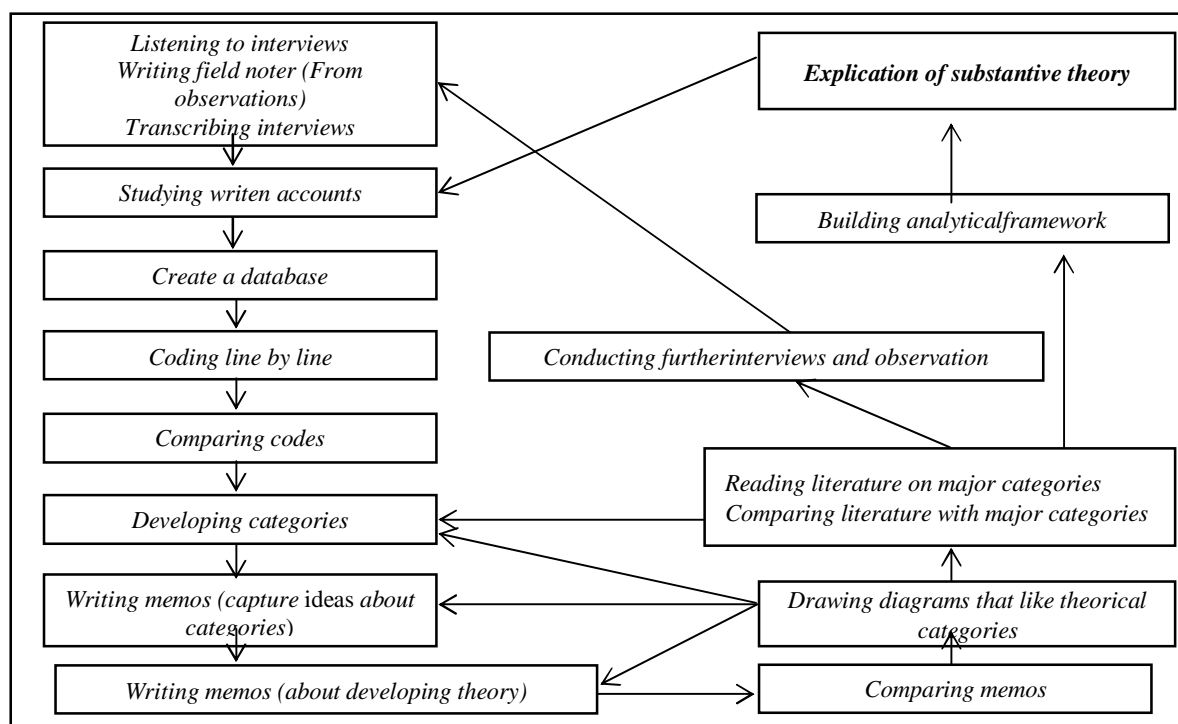 Listening to interviews
Writing field noter (From
observations)
Transcribing interviews
Studying writen accounts
Create a database
Coding line by line
Comparing codes
Developing categories
Writing memos (capture ideas about
categories)
Writing memos (about developing theory)
Explication of substantive theory
Building analyticalframework
Conducting furtherinterviews and observation
Reading literature on major categories
Comparing literature with major categories
Drawing diagrams that like theorical
categories
Comparing memos